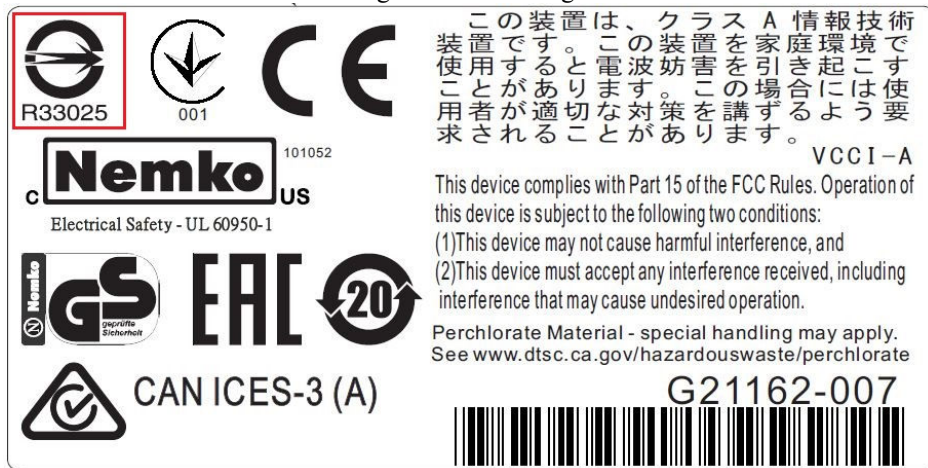 R33025
001
CE
この装置は、クラス A 情報技術
装置です。この装置を家庭環境で
使用すると電波妨害を引き起こす
ことがあります。この場合には使
用者が適切な対策を講ずるよう要
求されることがあります。
VCCI-A
C Nemko US
101052
Electrical Safety - UL 60950-1
This device complies with Part 15 of the FCC Rules. Operation of
this device is subject to the following two conditions:
(1)This device may not cause harmful interference, and
(2)This device must accept any interference received, including
interference that may cause undesired operation.
Nemko
GS
geprüfte
Sicherheit
EAC
20
Perchlorate Material - special handling may apply.
See www.dtsc.ca.gov/hazardouswaste/perchlorate
CAN ICES-3 (A)
G21162-007